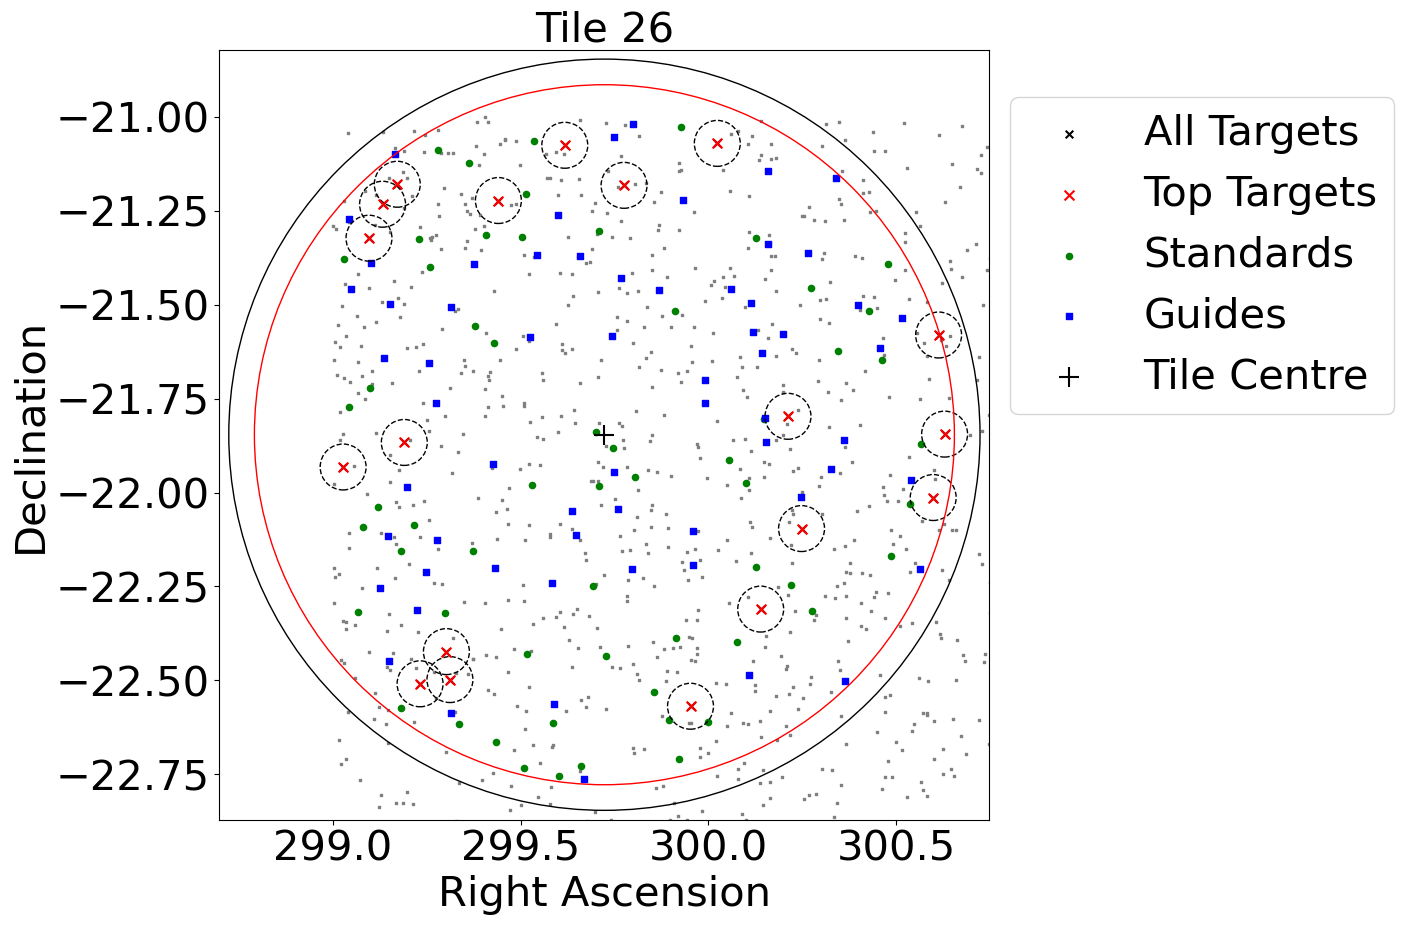 Tile 26
Declination
−21.00
−21.25
−21.50
−21.75
−22.00
−22.25
−22.50
−22.75
299.0
299.5
300.0
300.5
Right Ascension
All Targets
Top Targets
Standards
Guides
Tile Centre